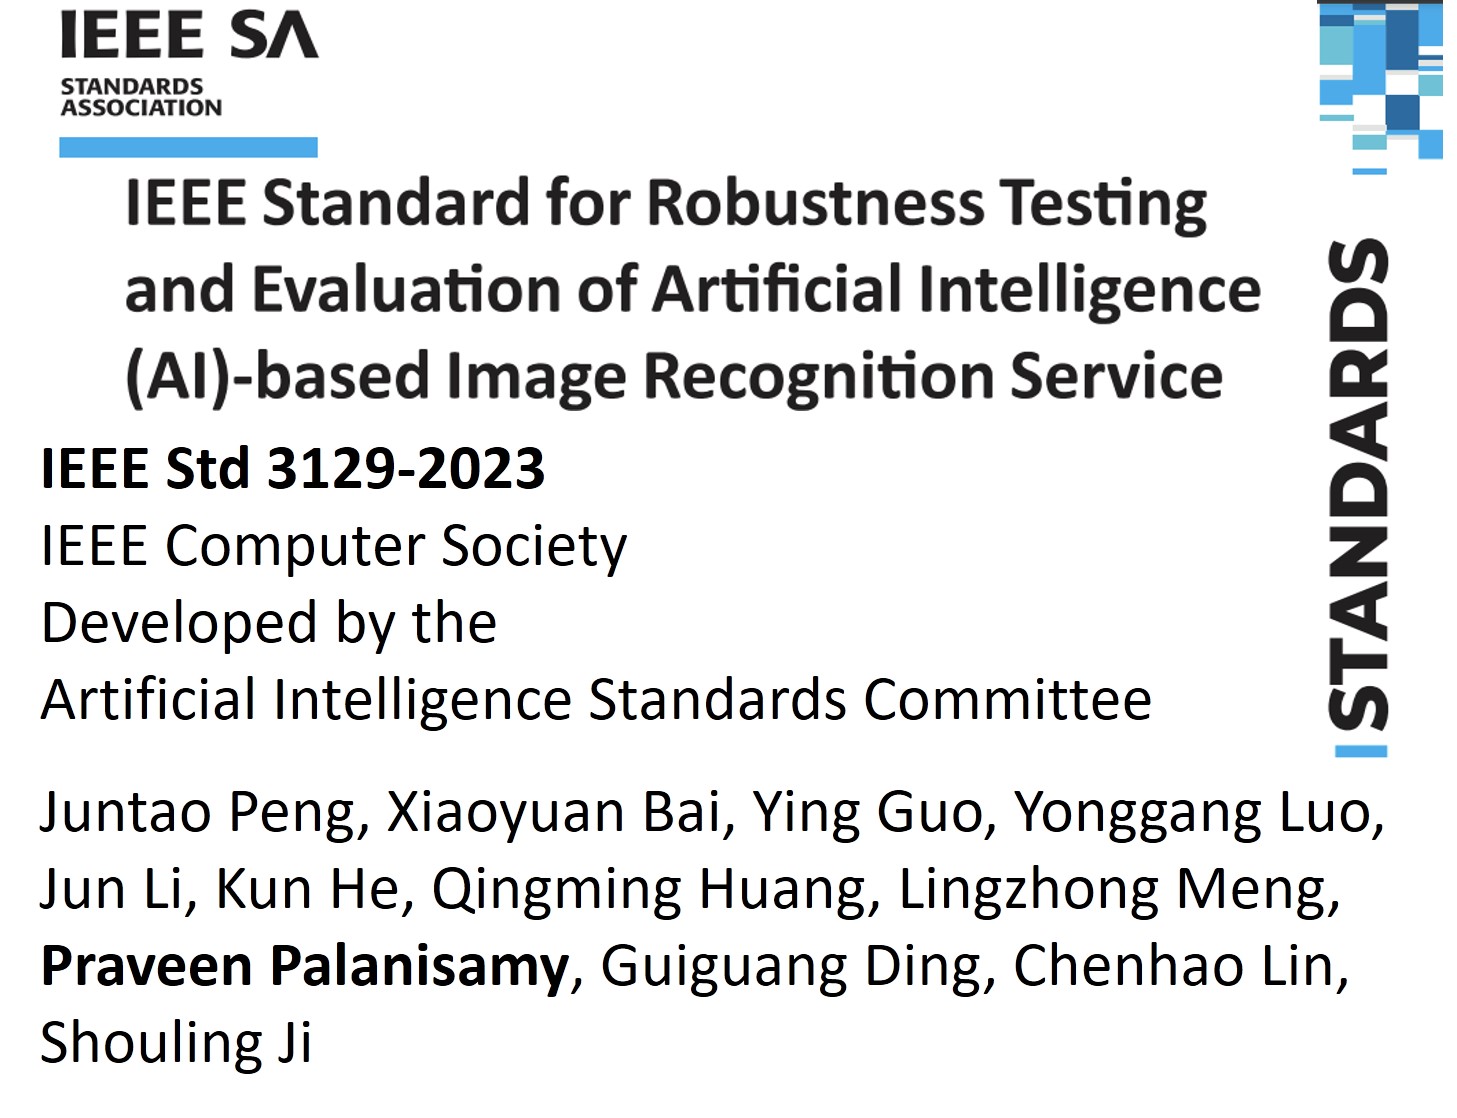 IEEE SA
STANDARDS
ASSOCIATION
IEEE Standard for Robustness Testing
and Evaluation of Artificial Intelligence
(AI)-based Image Recognition Service
IEEE Std 3129-2023
IEEE Computer Society
Developed by the
Artificial Intelligence Standards Committee
Juntao Peng, Xiaoyuan Bai, Ying Guo, Yonggang Luo,
Jun Li, Kun He, Qingming Huang, Lingzhong Meng,
Praveen Palanisamy, Guiguang Ding, Chenhao Lin,
Shouling Ji
STANDARDS